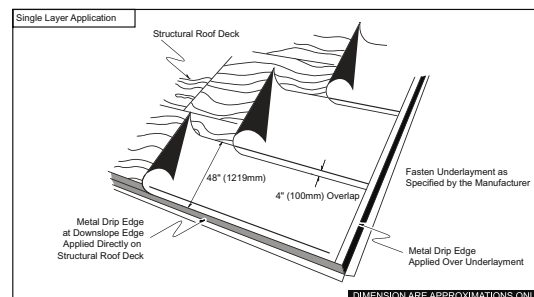 Single Layer Application
Structural Roof Deck
48" (1219mm)
4" (100mm) Overlap
Fasten Underlayment as
Specified by the Manufacturer
Metal Drip Edge
at Downslope Edge
Applied Directly on
Structural Roof Deck
Metal Drip Edge
Applied Over Underlayment
DIMENSION ARE APPROXIMATIONS